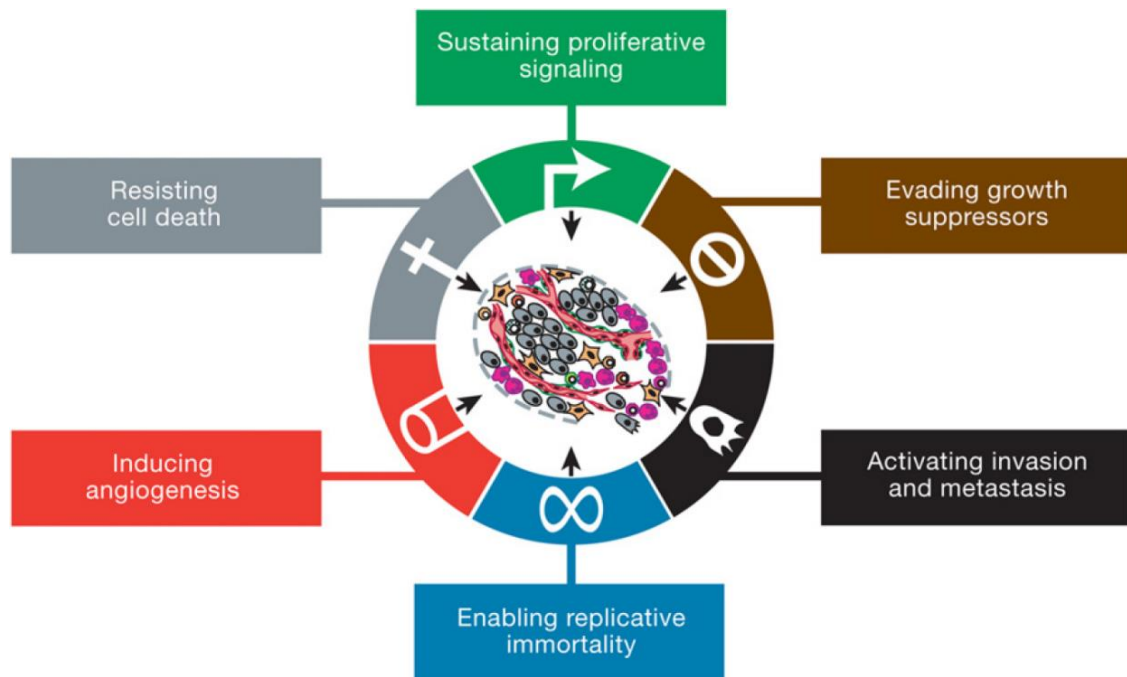 Sustaining proliferative
signaling
Resisting
cell death
Evading growth
suppressors
Inducing
angiogenesis
Activating invasion
and metastasis
Enabling replicative
immortality